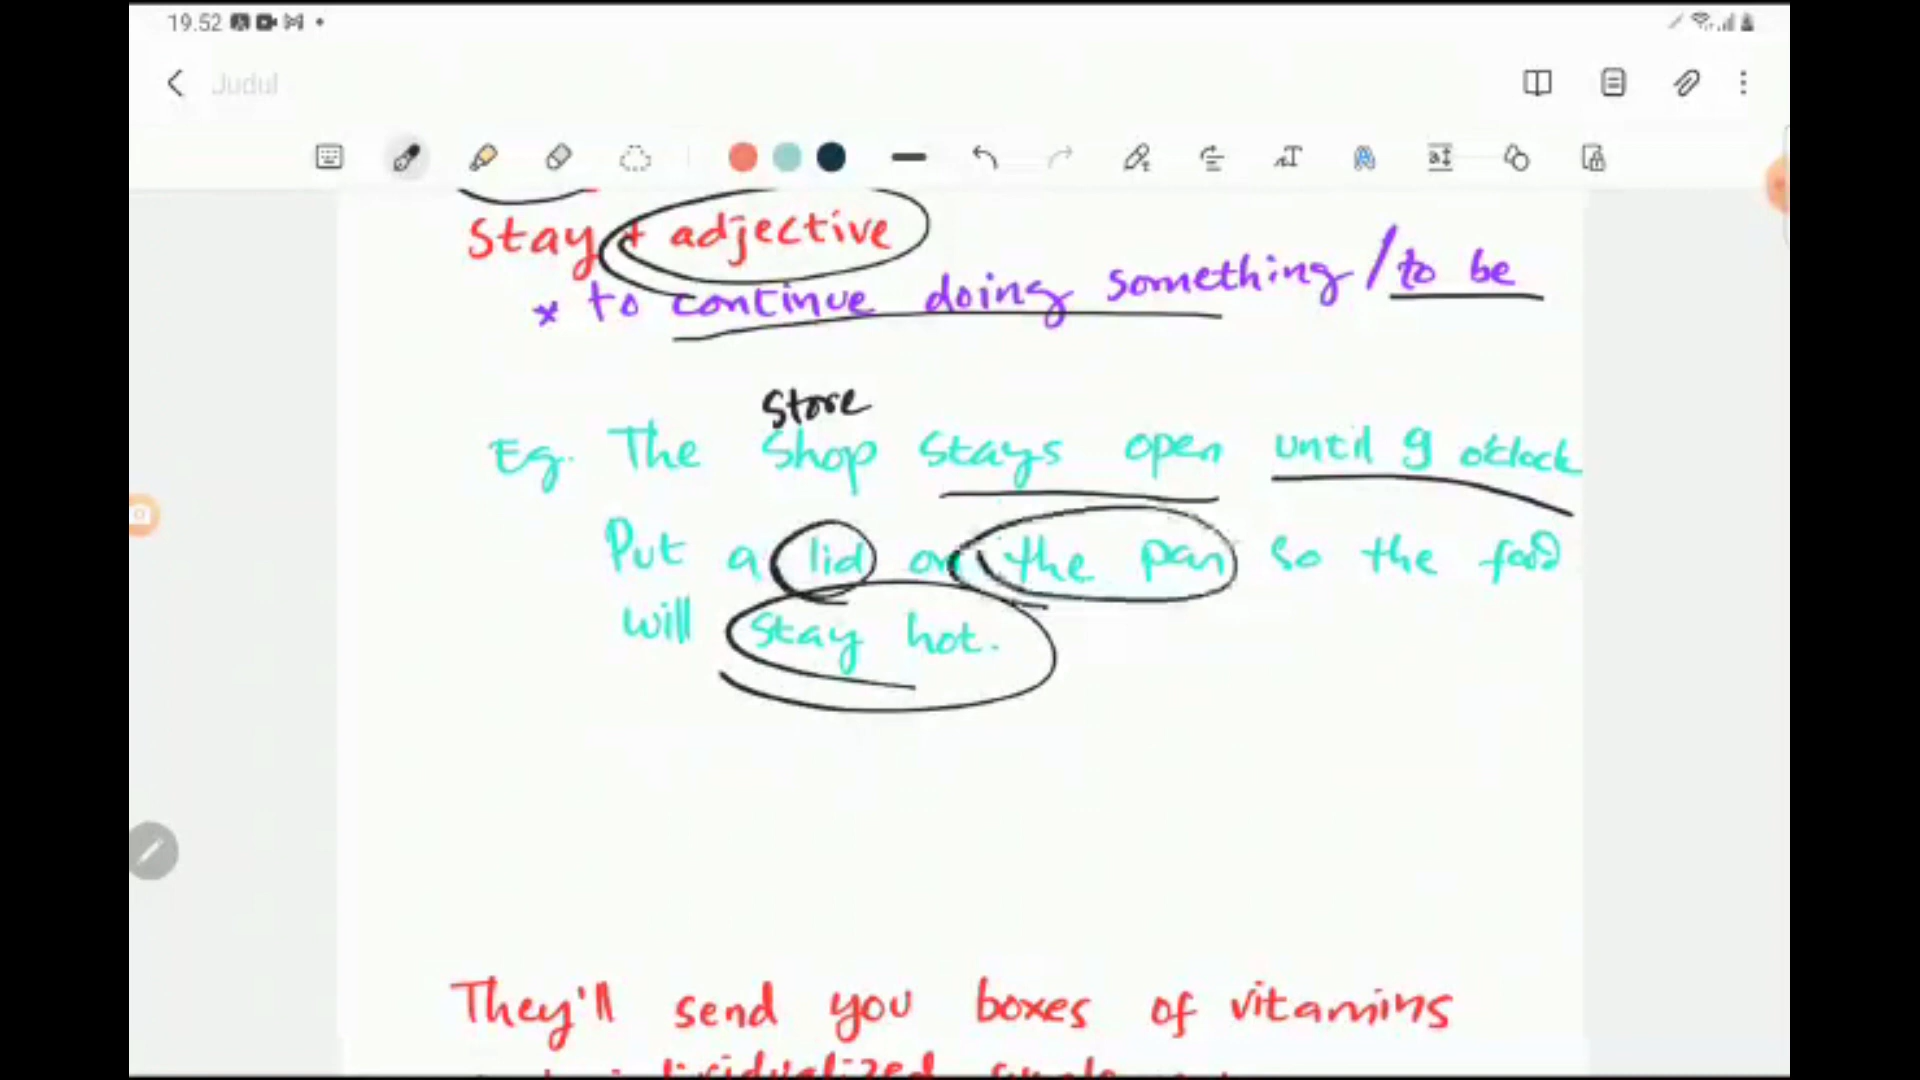 19.52
Judul
Stay + adjective
* to continue doing something / to be
Store
Eg. The Shop stays open until 9 o'clock
Put a lid on the pan so the food
will stay hot.
They'll send you boxes of vitamins